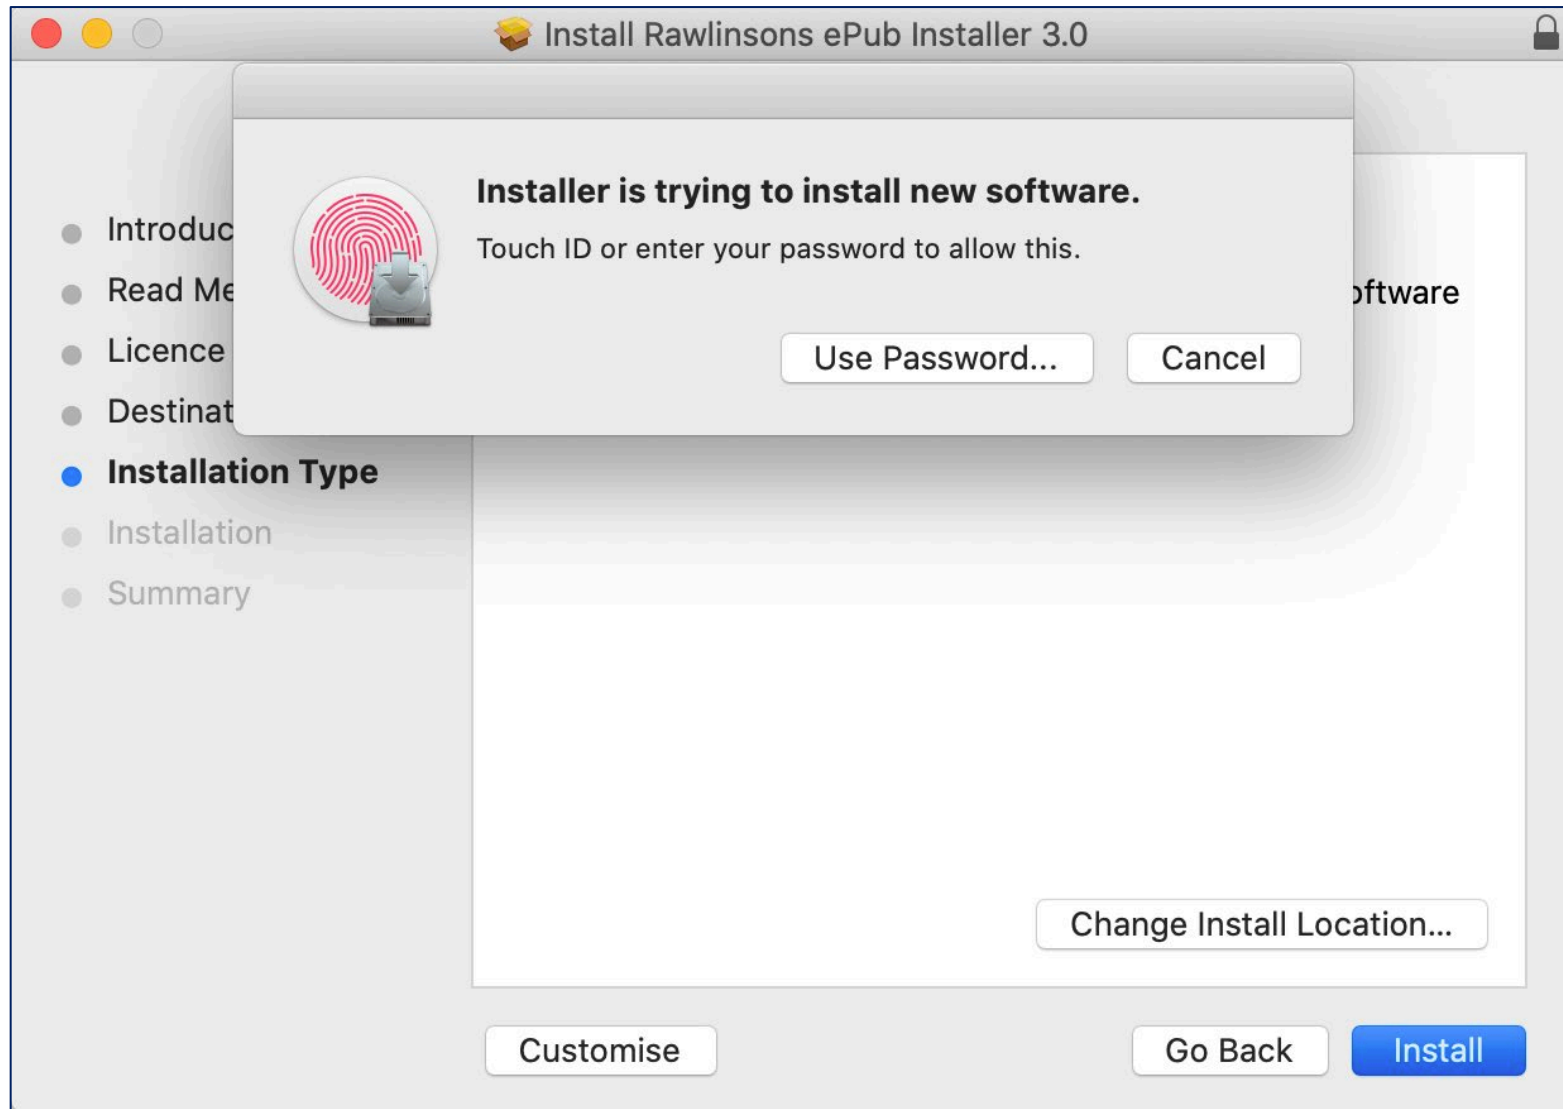 Install Rawlinsons ePub Installer 3.0
Installer is trying to install new software.
Touch ID or enter your password to allow this.
Use Password...
Cancel
Introduc
Read Me
Licence
Destinat
Installation Type
Installation
Summary
oftware
Change Install Location...
Customise
Go Back
Install